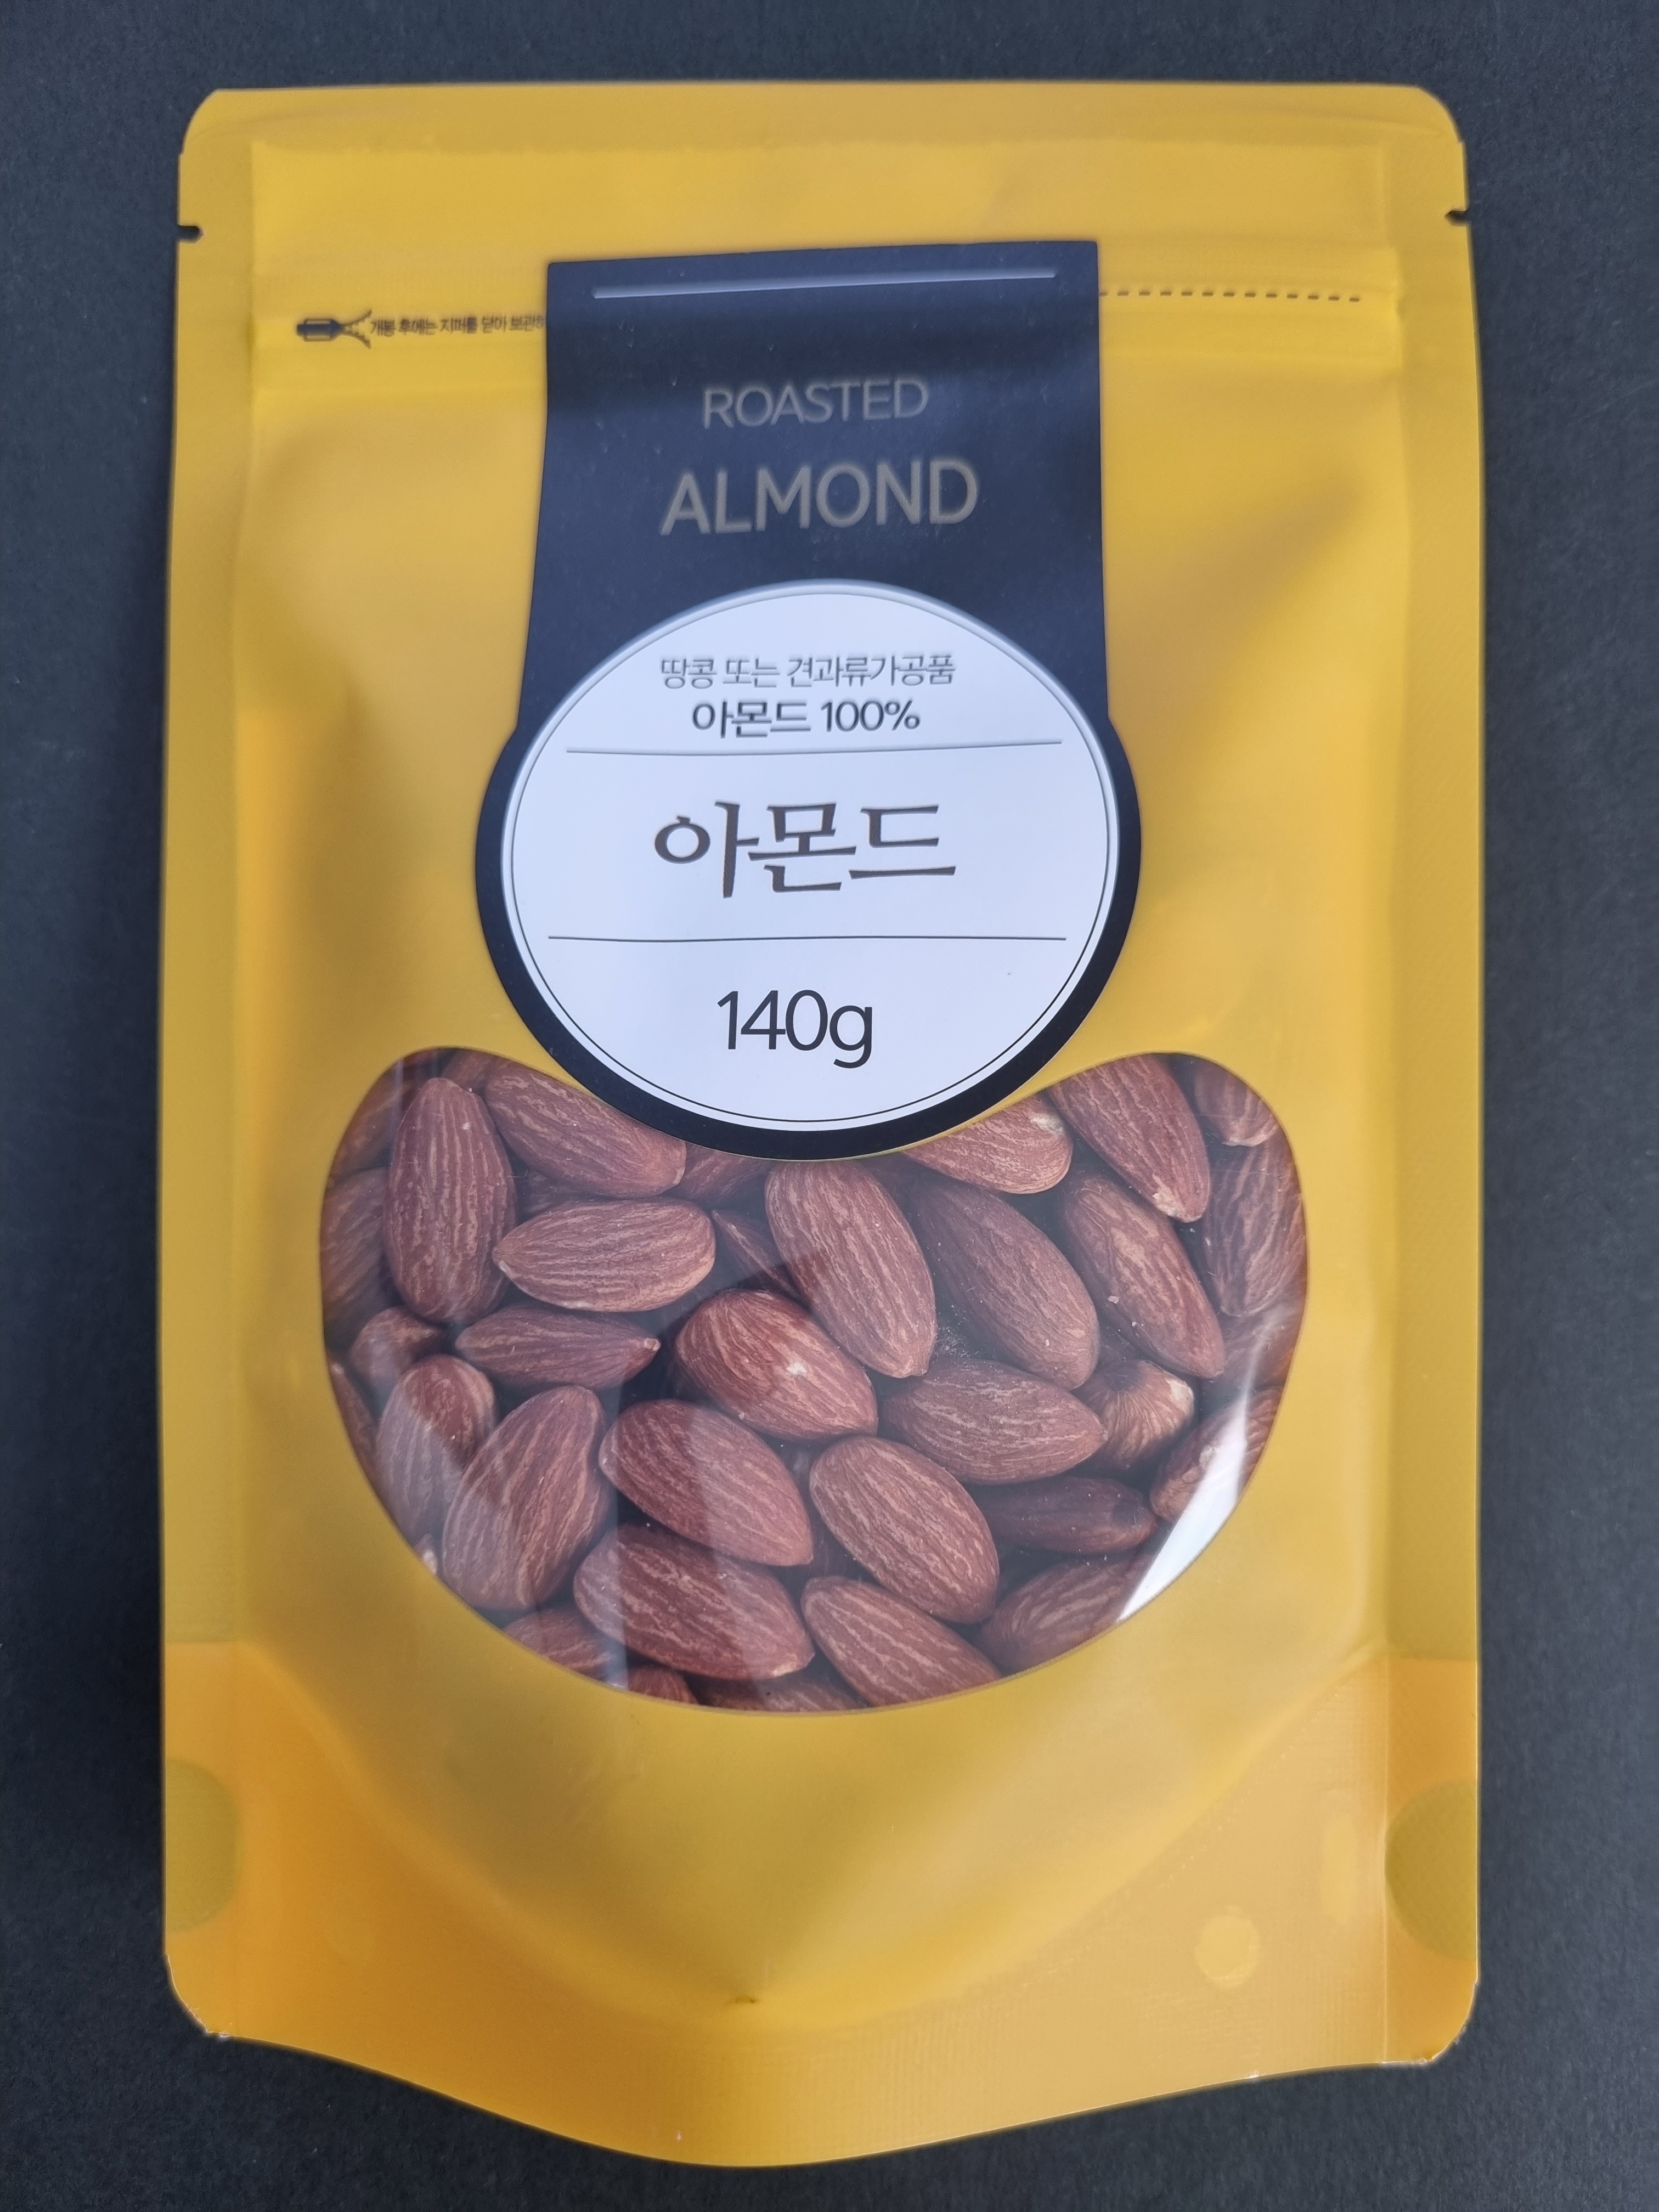 개봉 후에는 지퍼를 닫아 보관하
ROASTED
ALMOND
땅콩 또는 견과류가공품
아몬드 100%
아몬드
140g